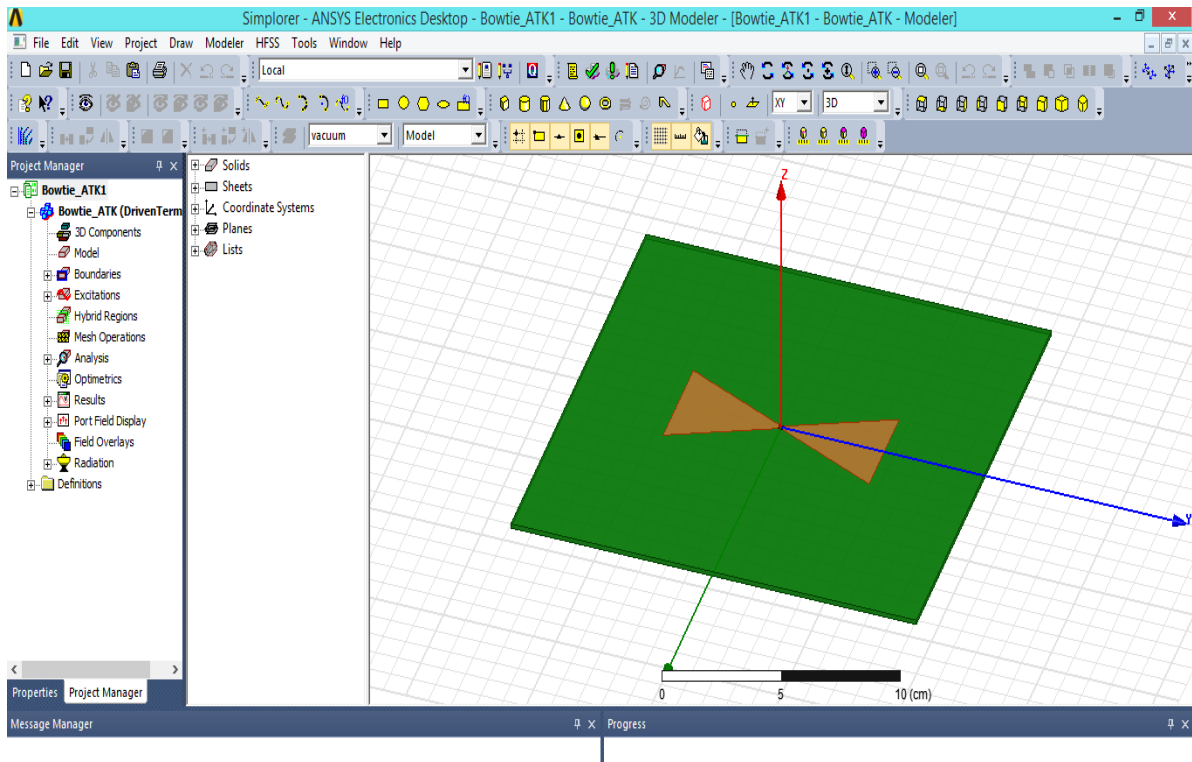 Simplorer - ANSYS Electronics Desktop - Bowtie_ATK1 - Bowtie_ATK - 3D Modeler - [Bowtie_ATK1 - Bowtie_ATK - Modeler]
File Edit View Project Draw Modeler HFSS Tools Window Help
Local
XY 3D
vacuum Model
Project Manager
Bowtie_ATK1
Bowtie_ATK (DrivenTerm
3D Components
Model
Boundaries
Excitations
Hybrid Regions
Mesh Operations
Analysis
Optimetrics
Results
Port Field Display
Field Overlays
Radiation
Definitions
Solids
Sheets
Coordinate Systems
Planes
Lists
Z
Y
0 5 10 (cm)
Properties Project Manager
Message Manager Progress